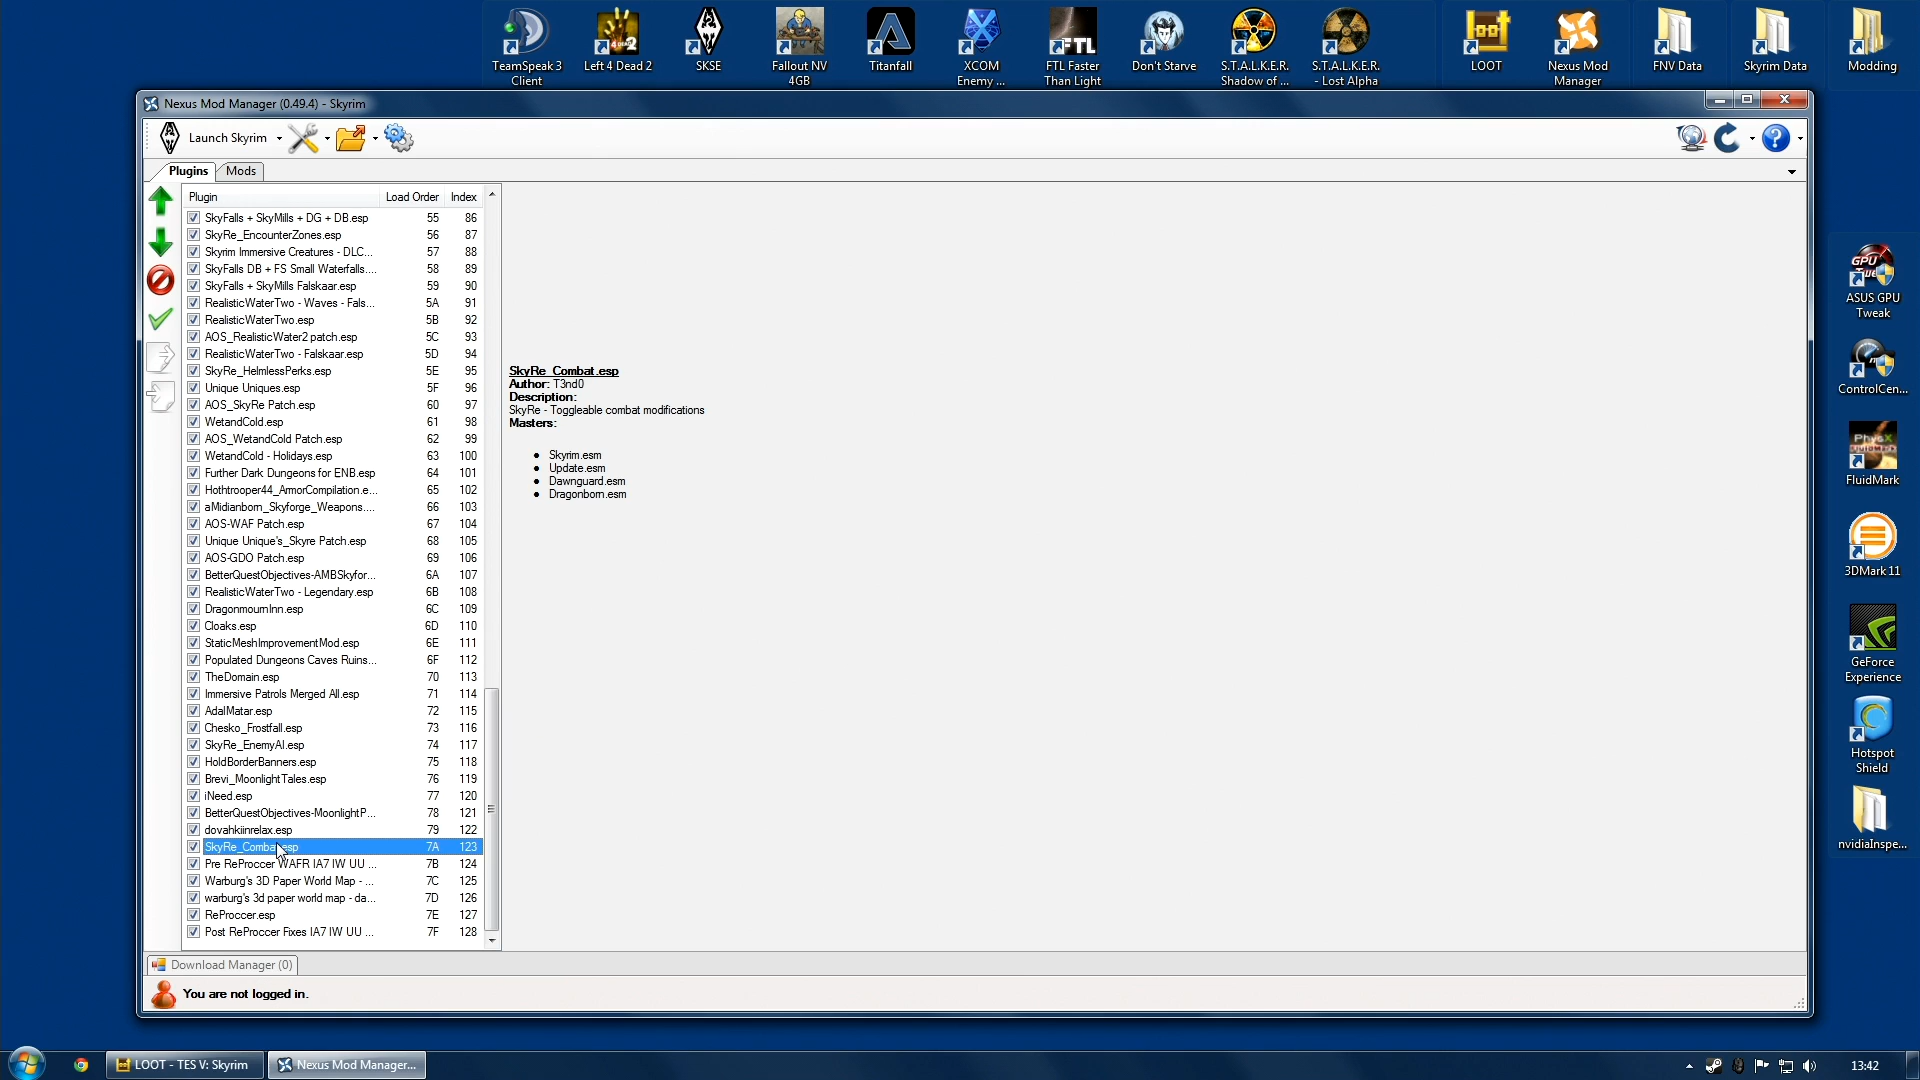 TeamSpeak 3
Client
Left 4 Dead 2
SKSE
Fallout NV
4GB
Titanfall
XCOM
Enemy ...
FTL Faster
Than Light
Don't Starve
S.T.A.L.K.E.R.
Shadow of ...
S.T.A.L.K.E.R.
- Lost Alpha
LOOT
Nexus Mod
Manager
FNV Data
Skyrim Data
Modding
Nexus Mod Manager (0.49.4) - Skyrim
Launch Skyrim
Plugins Mods
Plugin Load Order Index
SkyFalls + SkyMills + DG + DB.esp 55 86
SkyRe_EncounterZones.esp 56 87
Skyrim Immersive Creatures - DLC... 57 88
SkyFalls DB + FS Small Waterfalls.... 58 89
SkyFalls + SkyMills Falskaar.esp 59 90
RealisticWaterTwo - Waves - Fals... 5A 91
RealisticWaterTwo.esp 5B 92
AOS_RealisticWater2 patch.esp 5C 93
RealisticWaterTwo - Falskaar.esp 5D 94
SkyRe_HelmlessPerks.esp 5E 95
Unique Uniques.esp 5F 96
AOS_SkyRe Patch.esp 60 97
WetandCold.esp 61 98
AOS_WetandCold Patch.esp 62 99
WetandCold - Holidays.esp 63 100
Further Dark Dungeons for ENB.esp 64 101
Hothtrooper44_ArmorCompilation.e... 65 102
aMidianborn_Skyforge_Weapons.... 66 103
AOS-WAF Patch.esp 67 104
Unique Unique's_Skyre Patch.esp 68 105
AOS-GDO Patch.esp 69 106
BetterQuestObjectives-AMBSkyfor... 6A 107
RealisticWaterTwo - Legendary.esp 6B 108
DragonmournInn.esp 6C 109
Cloaks.esp 6D 110
StaticMeshImprovementMod.esp 6E 111
Populated Dungeons Caves Ruins... 6F 112
TheDomain.esp 70 113
Immersive Patrols Merged All.esp 71 114
AdalMatar.esp 72 115
Chesko_Frostfall.esp 73 116
SkyRe_EnemyAI.esp 74 117
HoldBorderBanners.esp 75 118
Brevi_MoonlightTales.esp 76 119
iNeed.esp 77 120
BetterQuestObjectives-MoonlightP... 78 121
dovahkiinrelax.esp 79 122
SkyRe_Combat.esp 7A 123
Pre ReProccer WAFR IA7 IW UU ... 7B 124
Warburg's 3D Paper World Map - ... 7C 125
warburg's 3d paper world map - da... 7D 126
ReProccer.esp 7E 127
Post ReProccer Fixes IA7 IW UU ... 7F 128
SkyRe_Combat.esp
Author: T3nd0
Description:
SkyRe - Toggleable combat modifications
Masters:
Skyrim.esm
Update.esm
Dawnguard.esm
Dragonborn.esm
ASUS GPU
Tweak
ControlCen...
FluidMark
3DMark 11
GeForce
Experience
Hotspot
Shield
nvidiaInspe...
Download Manager (0)
You are not logged in.
LOOT - TES V: Skyrim
Nexus Mod Manager...
13:42